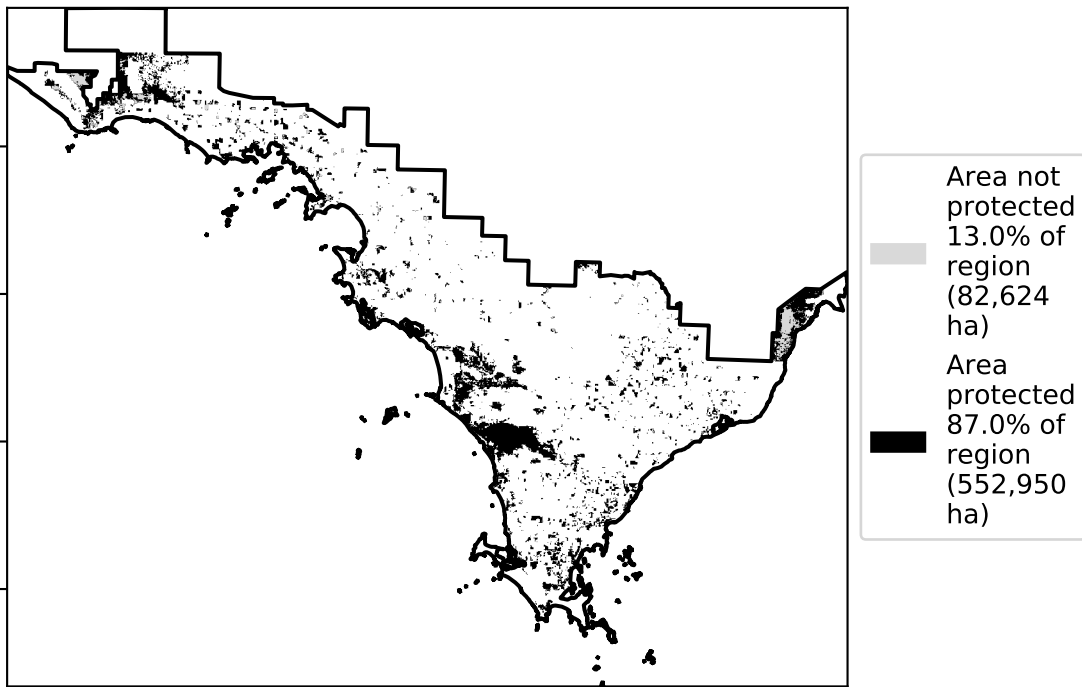 Area not
protected
13.0% of
region
(82,624
ha)
Area
protected
87.0% of
region
(552,950
ha)